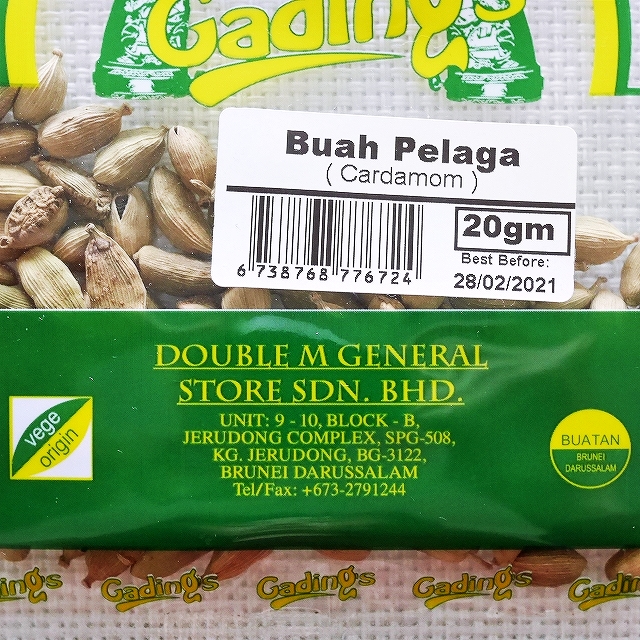 Gading's
Buah Pelaga
( Cardamom )
20gm
Best Before:
28/02/2021
6 738768 776724
DOUBLE M GENERAL
STORE SDN. BHD.
UNIT: 9 - 10, BLOCK - B,
JERUDONG COMPLEX, SPG-508,
KG. JERUDONG, BG-3122,
BRUNEI DARUSSALAM
Tel/Fax: +673-2791244
vege
origin
BUATAN
BRUNEI
DARUSSALAM
Gading's Gading's Gading's Gading's Gading's